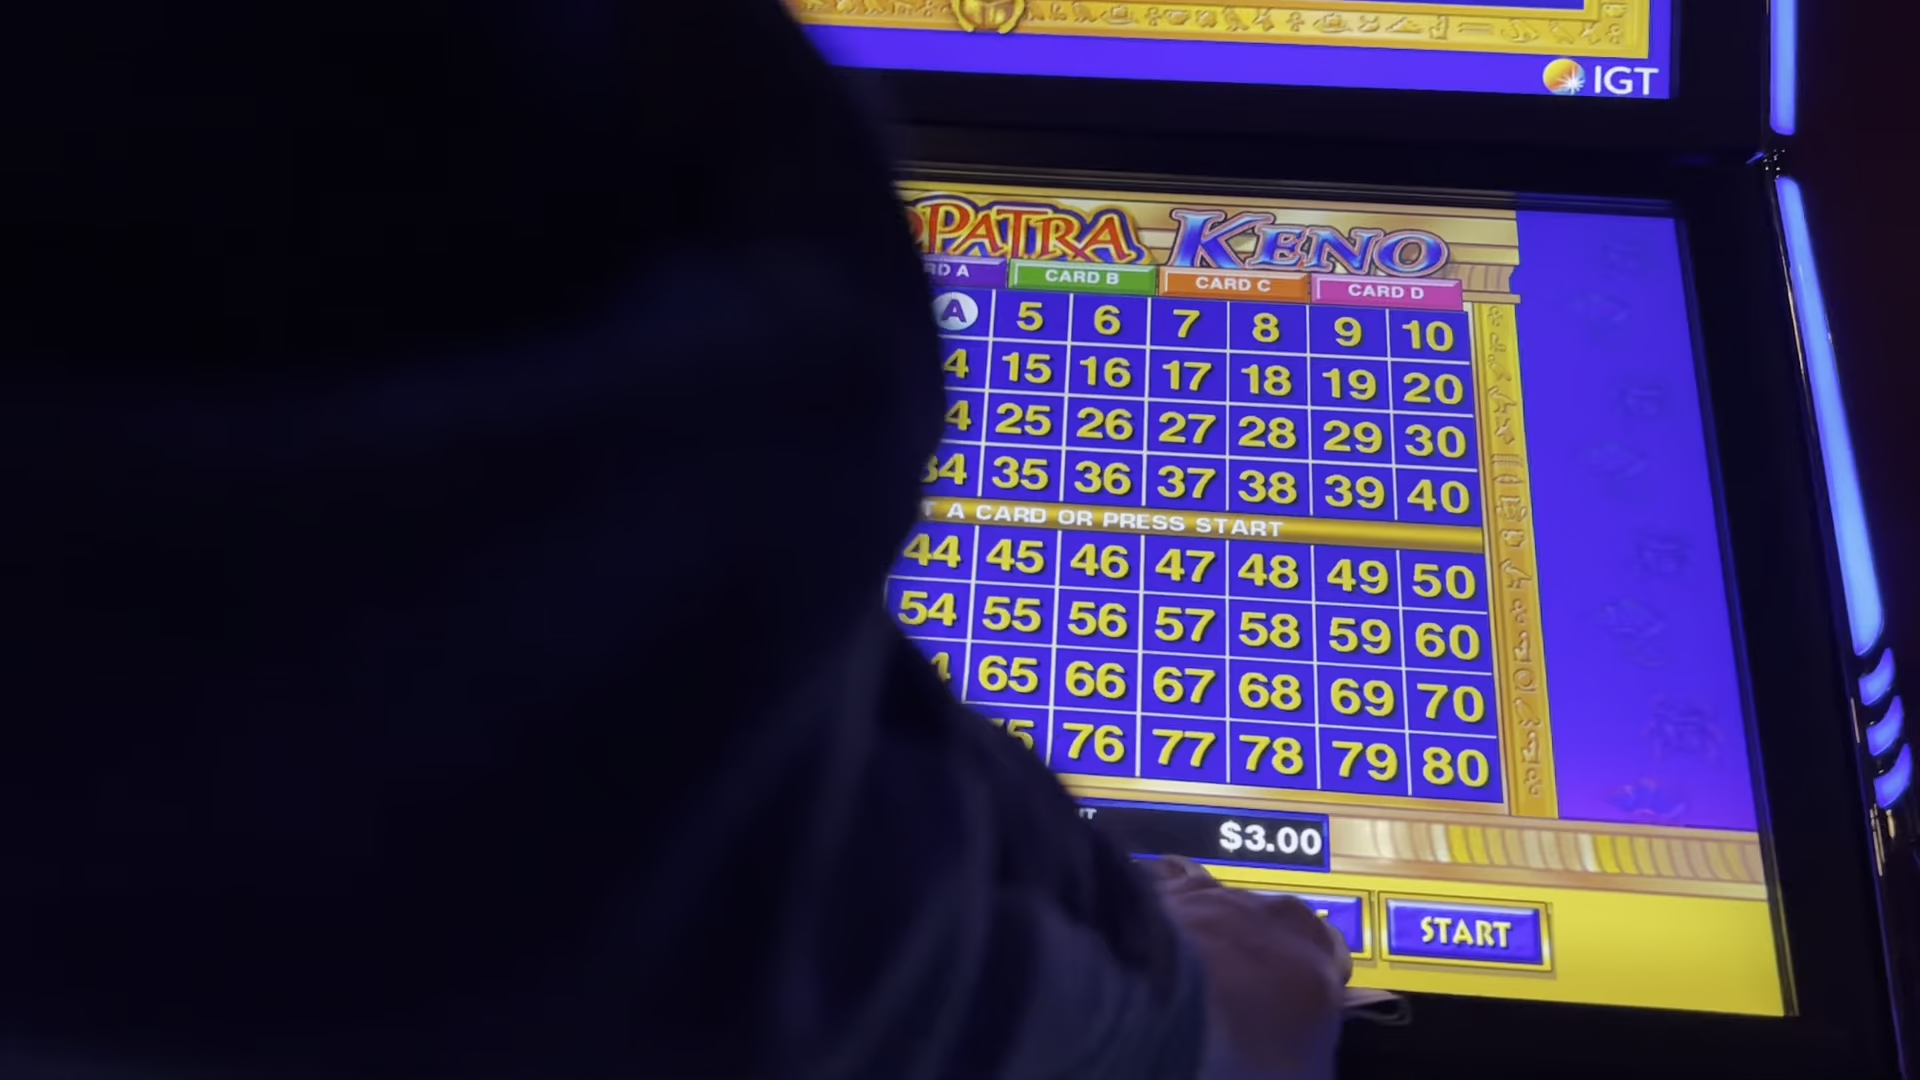 IGT
KENO
CARD B CARD C CARD D
A 5 6 7 8 9 10
15 16 17 18 19 20
25 26 27 28 29 30
34 35 36 37 38 39 40
A CARD OR PRESS START
44 45 46 47 48 49 50
54 55 56 57 58 59 60
65 66 67 68 69 70
76 77 78 79 80
$3.00
START